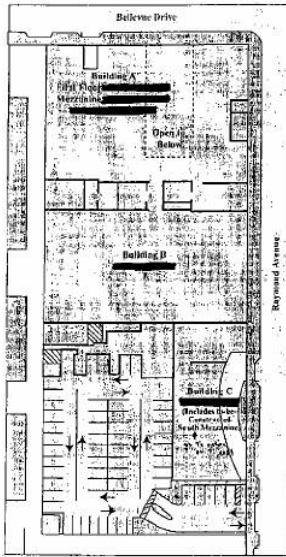 Bellevue Drive
Building A
First Floor
Mezzanine
Open to
Below
Raymond Avenue
Building B
Building C
(Includes to-be
Constructed
South Mezzanine)